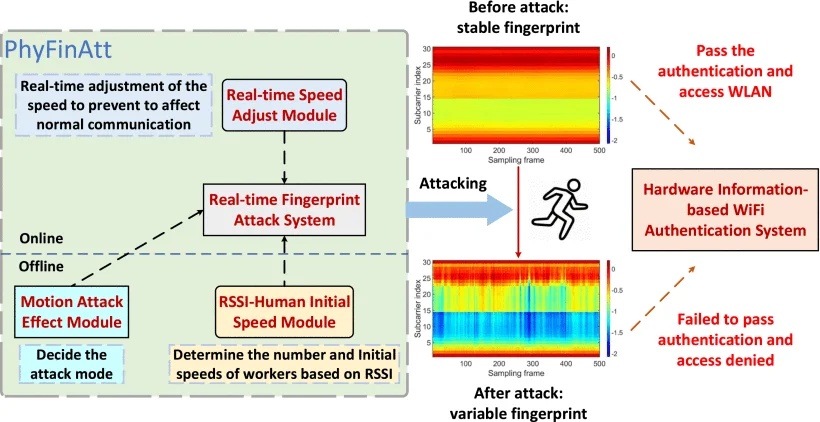 PhyFinAtt
Real-time adjustment of the
speed to prevent to affect
normal communication
Real-time Speed
Adjust Module
Real-time Fingerprint
Attack System
Online
Offline
Motion Attack
Effect Module
RSSI-Human Initial
Speed Module
Decide the
attack mode
Determine the number and Initial
speeds of workers based on RSSI
Attacking
Before attack:
stable fingerprint
Subcarrier index
30
25
20
15
10
5
100 200 300 400 500
Sampling frame
0
-0.5
-1
-1.5
-2
30
25
20
15
10
5
Subcarrier index
100 200 300 400 500
Sampling frame
0
-0.5
-1
-1.5
-2
After attack:
variable fingerprint
Pass the
authentication and
access WLAN
Hardware Information-
based WiFi
Authentication System
Failed to pass
authentication and
access denied